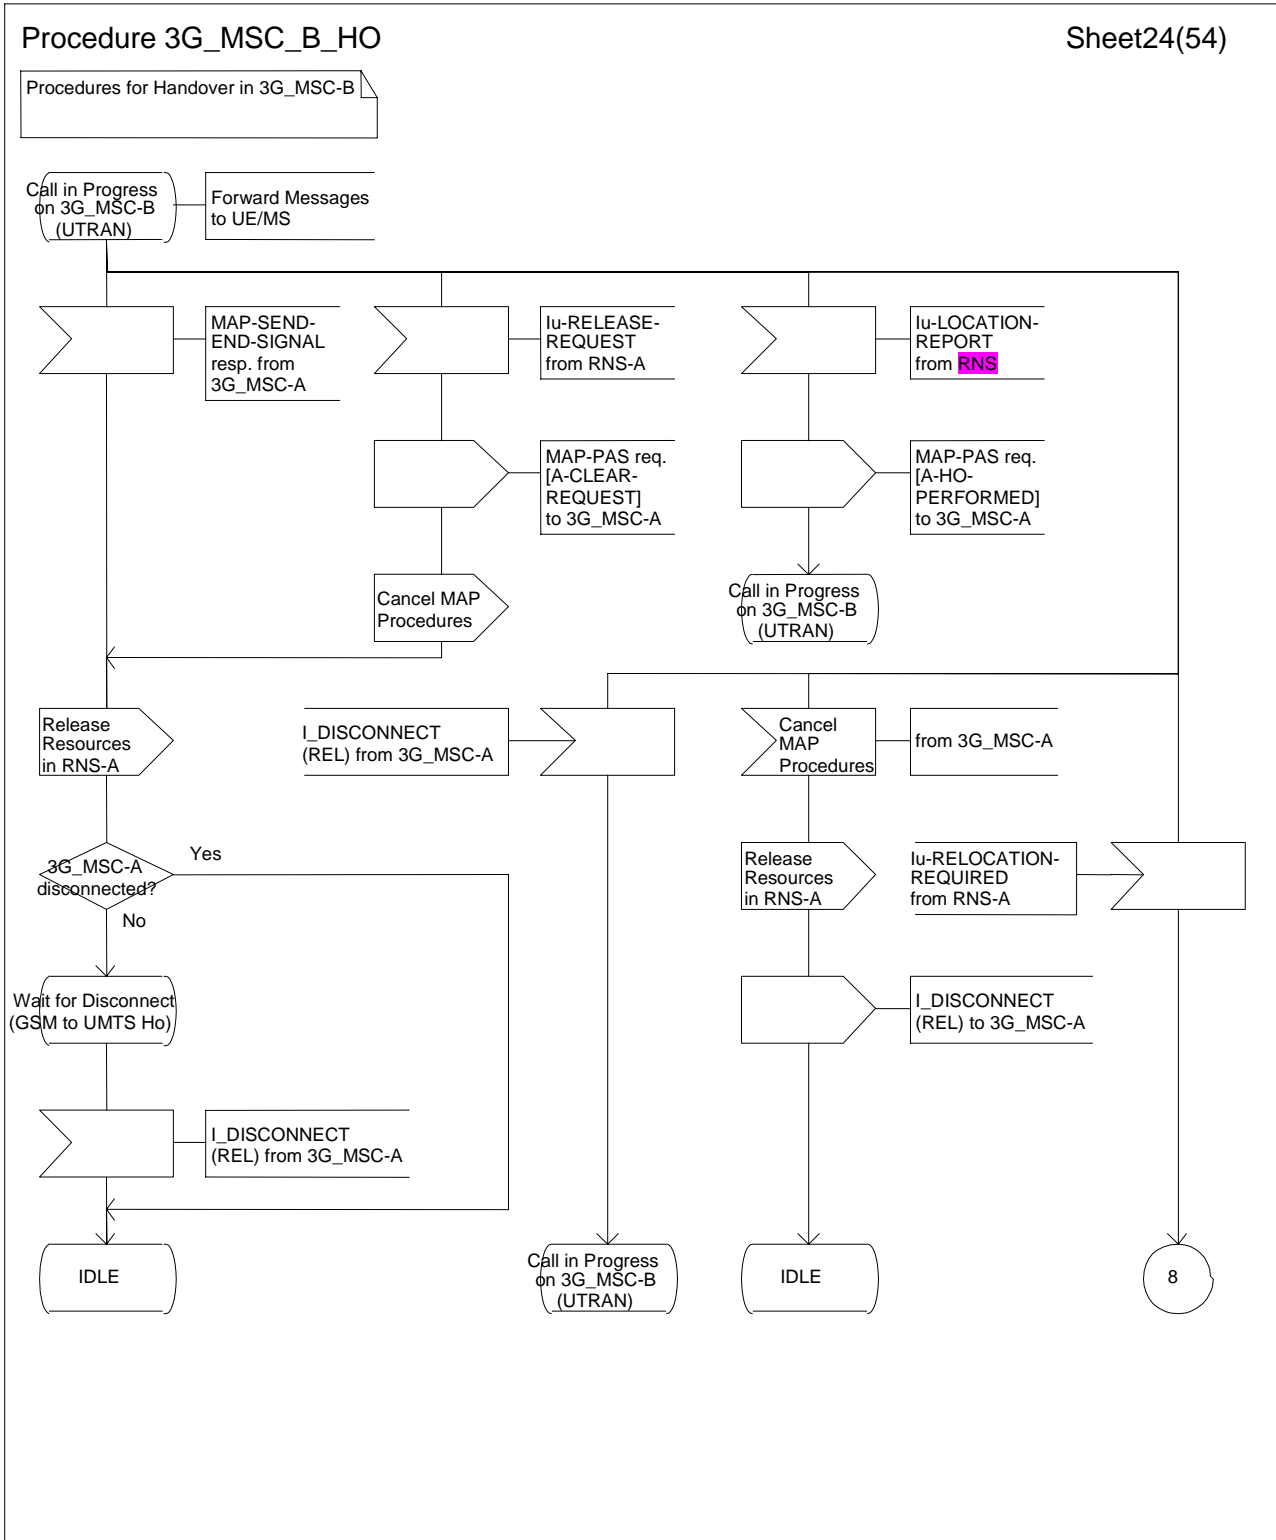 Procedure 3G_MSC_B_HO
Sheet24(54)
Procedures for Handover in 3G_MSC-B
Call in Progress
on 3G_MSC-B
(UTRAN)
Forward Messages
to UE/MS
MAP-SEND-
END-SIGNAL
resp. from
3G_MSC-A
Iu-RELEASE-
REQUEST
from RNS-A
Iu-LOCATION-
REPORT
from RNS
MAP-PAS req.
[A-CLEAR-
REQUEST]
to 3G_MSC-A
MAP-PAS req.
[A-HO-
PERFORMED]
to 3G_MSC-A
Cancel MAP
Procedures
Call in Progress
on 3G_MSC-B
(UTRAN)
Release
Resources
in RNS-A
I_DISCONNECT
(REL) from 3G_MSC-A
Cancel
MAP
Procedures
from 3G_MSC-A
3G_MSC-A
disconnected?
Yes
No
Release
Resources
in RNS-A
Iu-RELOCATION-
REQUIRED
from RNS-A
Wait for Disconnect
(GSM to UMTS Ho)
I_DISCONNECT
(REL) to 3G_MSC-A
I_DISCONNECT
(REL) from 3G_MSC-A
IDLE
Call in Progress
on 3G_MSC-B
(UTRAN)
IDLE
8